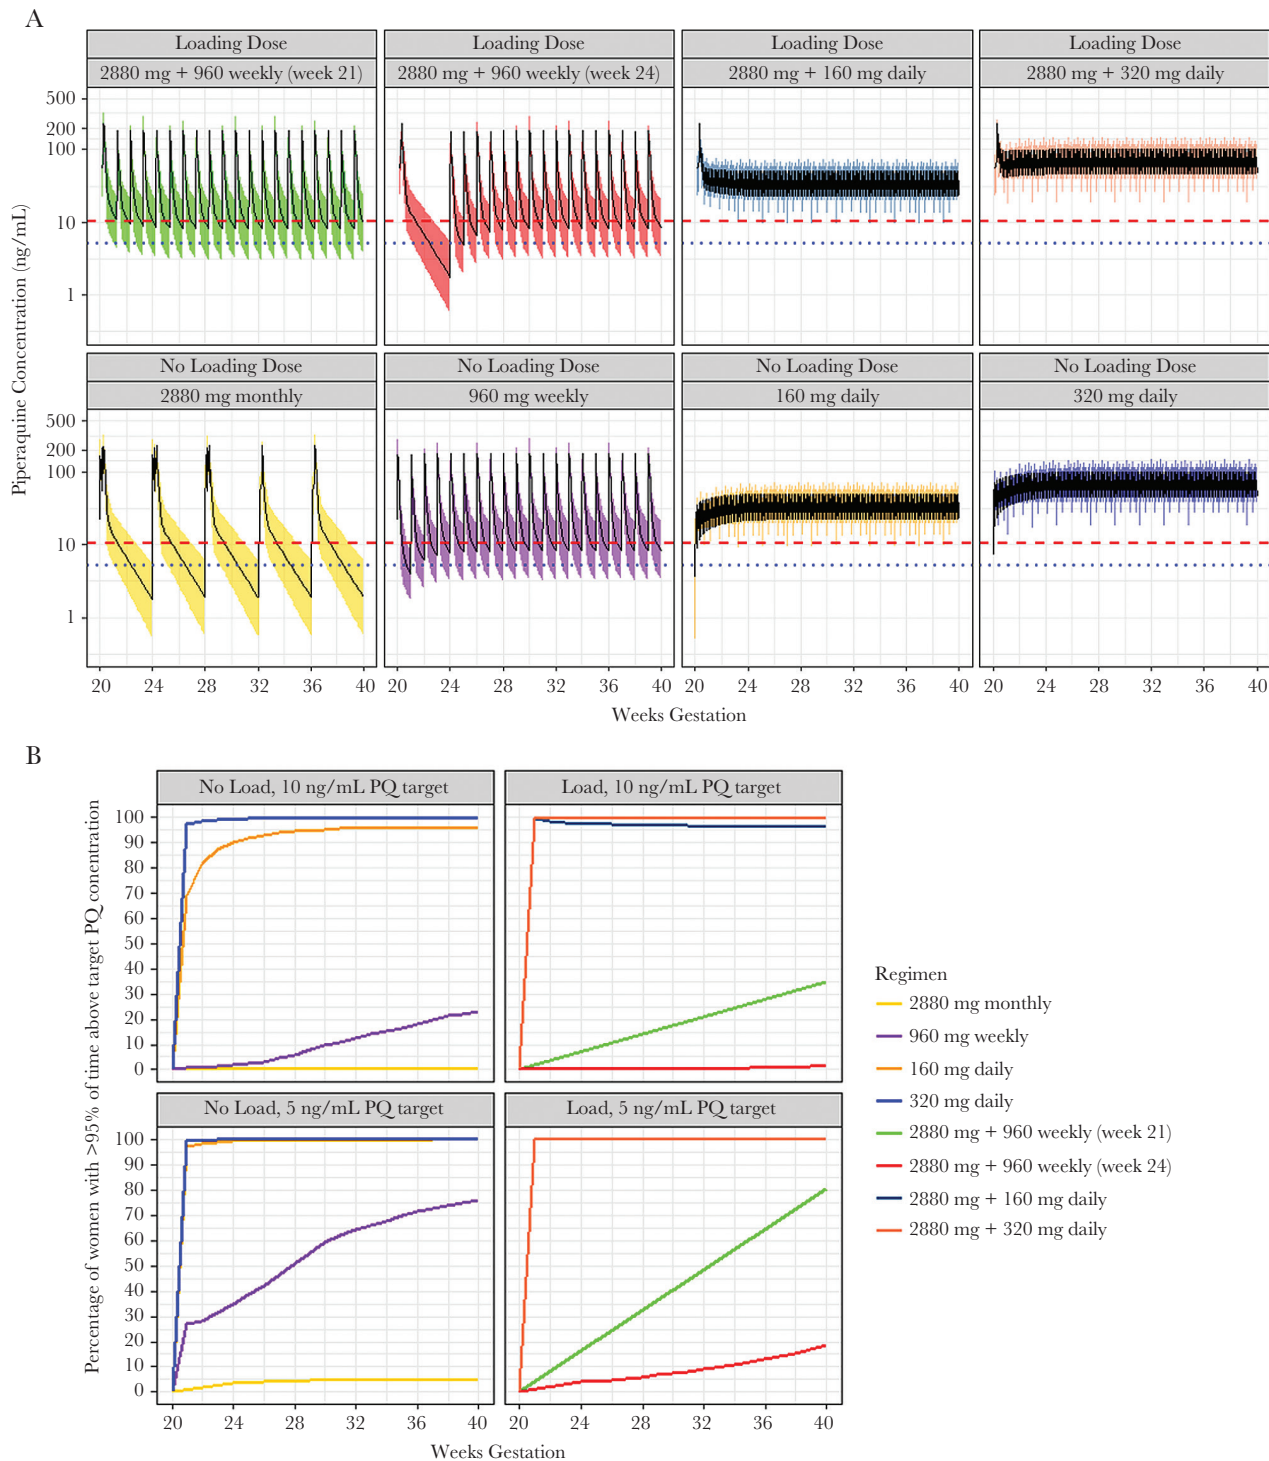 A
Loading Dose
Loading Dose
Loading Dose
Loading Dose
2880 mg + 960 weekly (week 21)
2880 mg + 960 weekly (week 24)
2880 mg + 160 mg daily
2880 mg + 320 mg daily
500
200
100
10
1
No Loading Dose
No Loading Dose
No Loading Dose
No Loading Dose
2880 mg monthly
960 mg weekly
160 mg daily
320 mg daily
500
200
100
10
1
Piperaquine Concentration (ng/mL)
20 24 28 32 36 40
20 24 28 32 36 40
20 24 28 32 36 40
20 24 28 32 36 40
Weeks Gestation
B
No Load, 10 ng/mL PQ target
Load, 10 ng/mL PQ target
100
90
80
70
60
50
40
30
20
10
0
No Load, 5 ng/mL PQ target
Load, 5 ng/mL PQ target
100
90
80
70
60
50
40
30
20
10
0
Percentage of women with >95% of time above target PQ conentration
20 24 28 32 36 40
20 24 28 32 36 40
Weeks Gestation
Regimen
2880 mg monthly
960 mg weekly
160 mg daily
320 mg daily
2880 mg + 960 weekly (week 21)
2880 mg + 960 weekly (week 24)
2880 mg + 160 mg daily
2880 mg + 320 mg daily